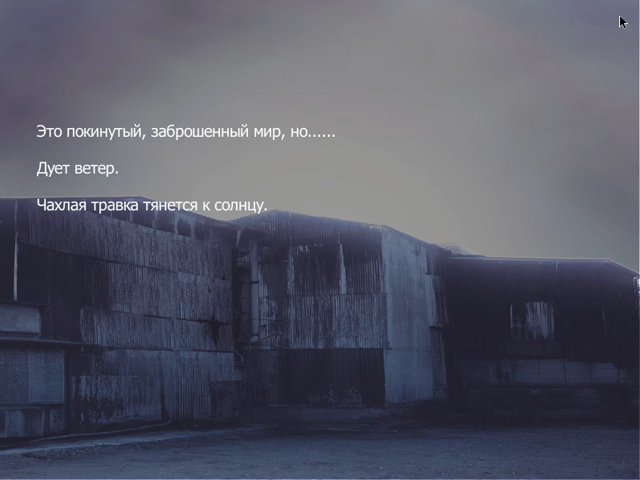 Это покинутый, заброшенный мир, но......
Дует ветер.
Чахлая травка тянется к солнцу.